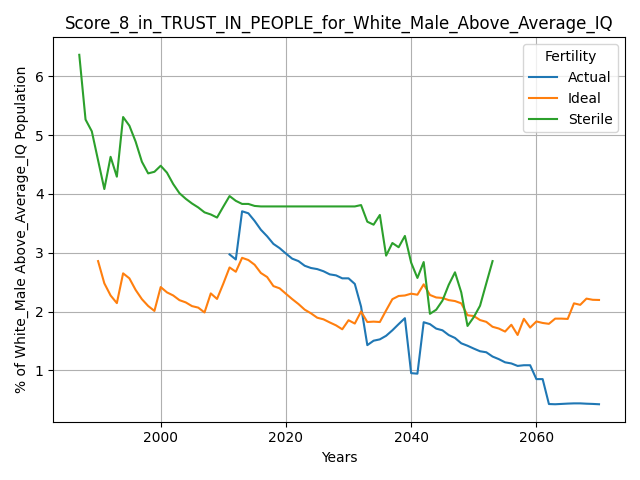 Score_8_in_TRUST_IN_PEOPLE_for_White_Male_Above_Average_IQ
% of White_Male Above_Average_IQ Population
6
5
4
3
2
1
Fertility
Actual
Ideal
Sterile
2000
2020
2040
2060
Years